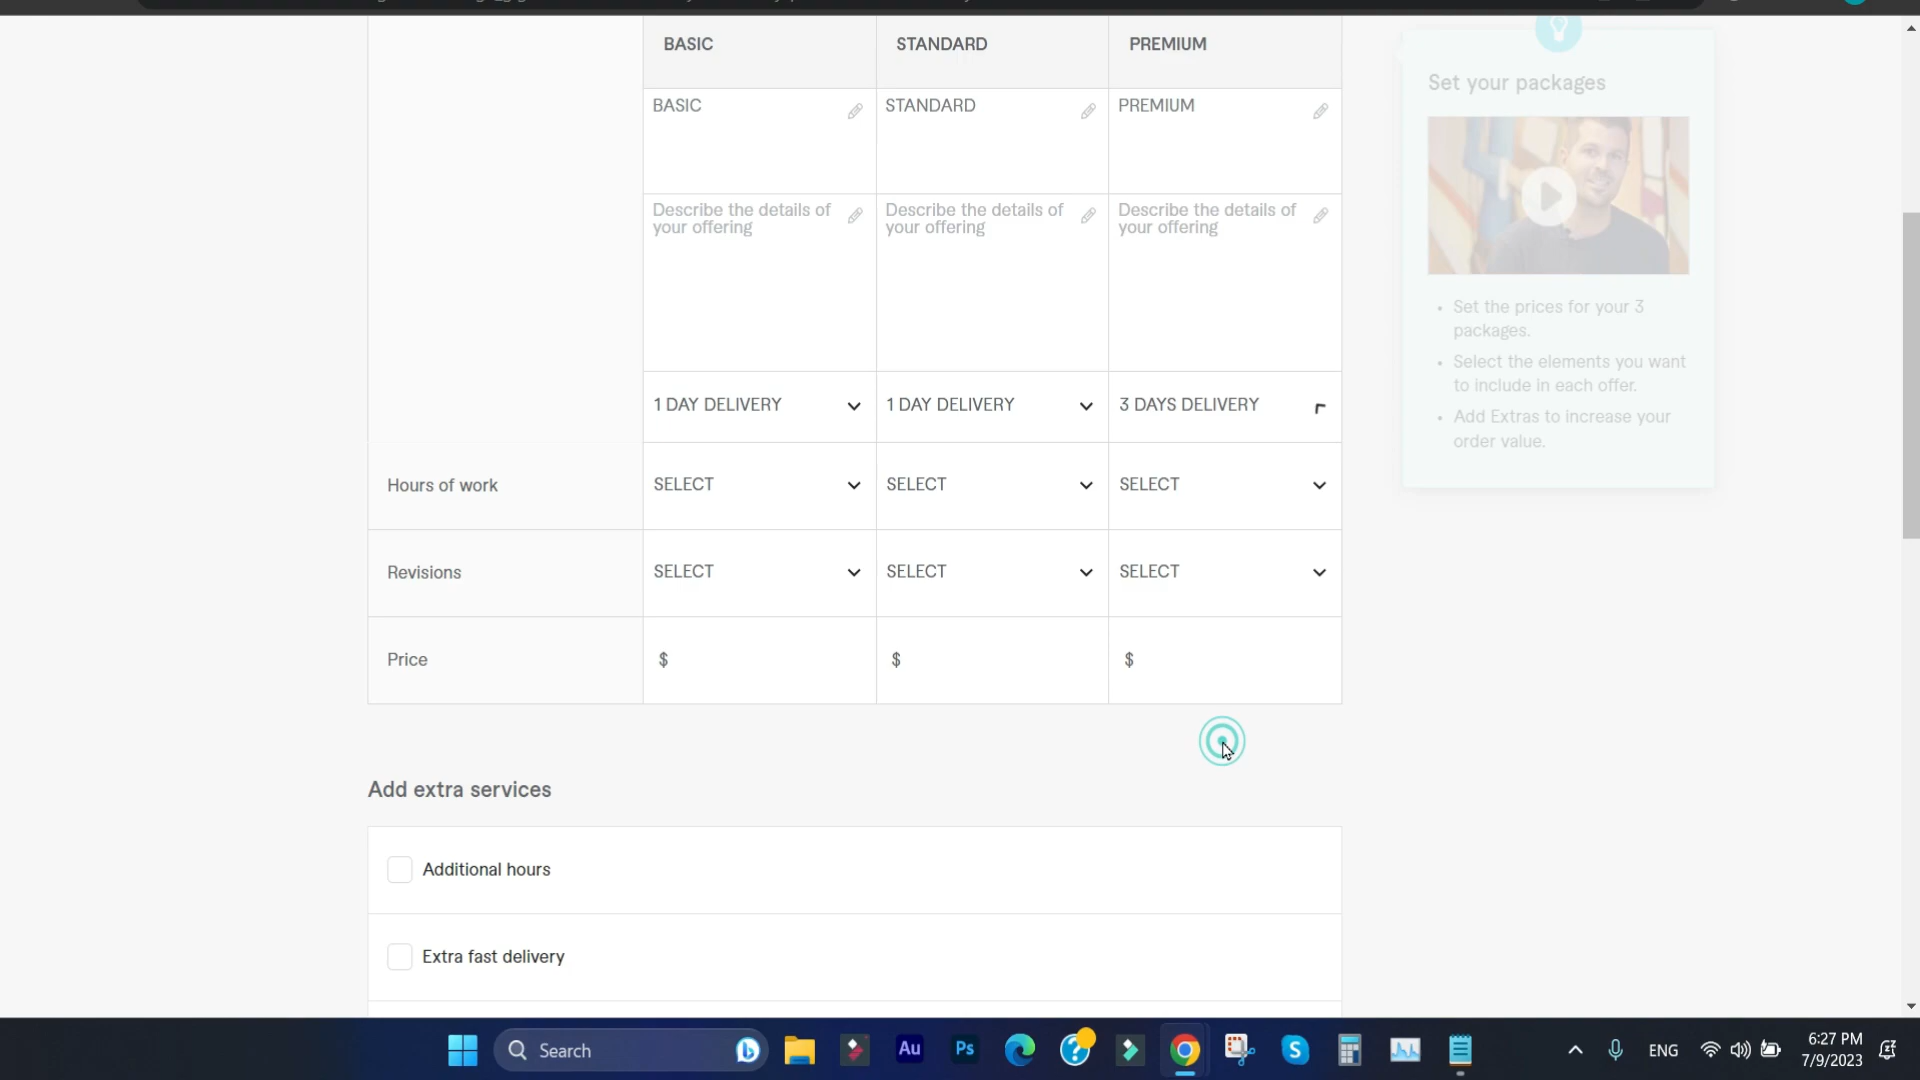 BASIC STANDARD PREMIUM
BASIC STANDARD PREMIUM
Describe the details of your offering
Describe the details of your offering
Describe the details of your offering
1 DAY DELIVERY 1 DAY DELIVERY 3 DAYS DELIVERY
Hours of work SELECT SELECT SELECT
Revisions SELECT SELECT SELECT
Price $ $ $
Add extra services
Additional hours
Extra fast delivery
Set your packages
• Set the prices for your 3
packages.
• Select the elements you want
to include in each offer.
• Add Extras to increase your
order value.
Search
Au
Ps
ENG
6:27 PM
7/9/2023